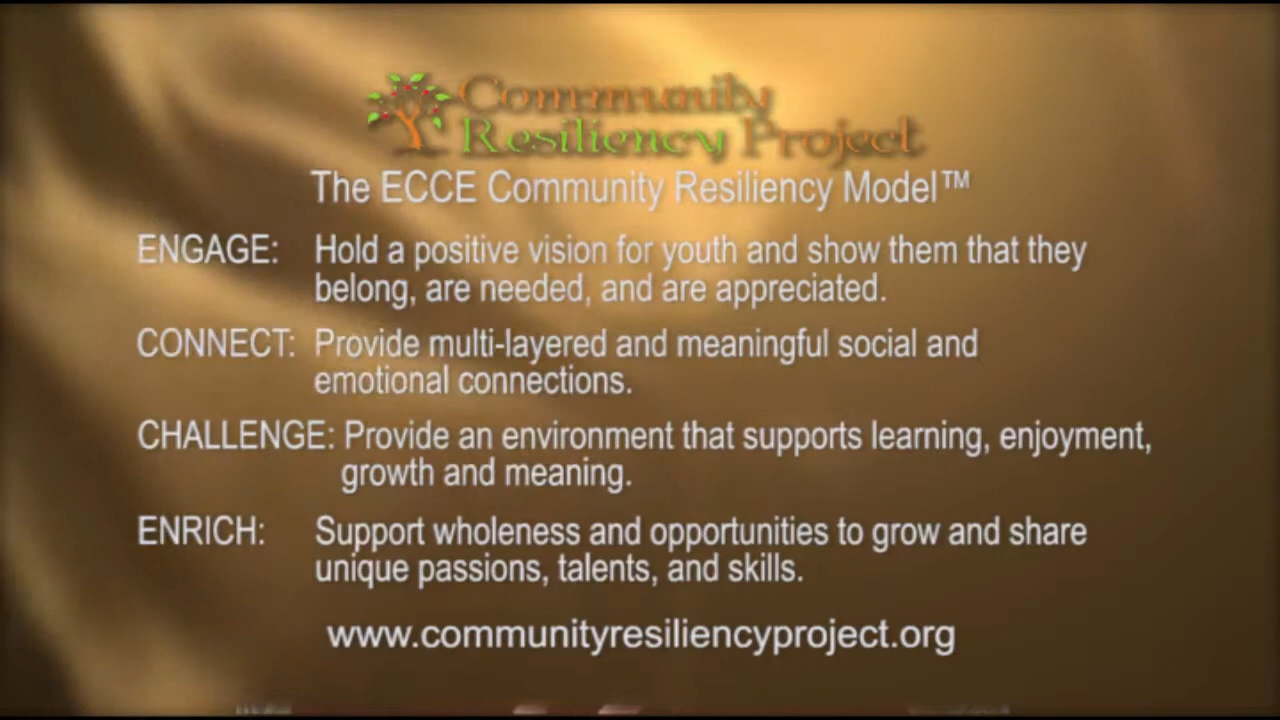 Community
Resiliency Project
The ECCE Community Resiliency Model™
ENGAGE: Hold a positive vision for youth and show them that they
belong, are needed, and are appreciated.
CONNECT: Provide multi-layered and meaningful social and
emotional connections.
CHALLENGE: Provide an environment that supports learning, enjoyment,
growth and meaning.
ENRICH: Support wholeness and opportunities to grow and share
unique passions, talents, and skills.
www.communityresiliencyproject.org